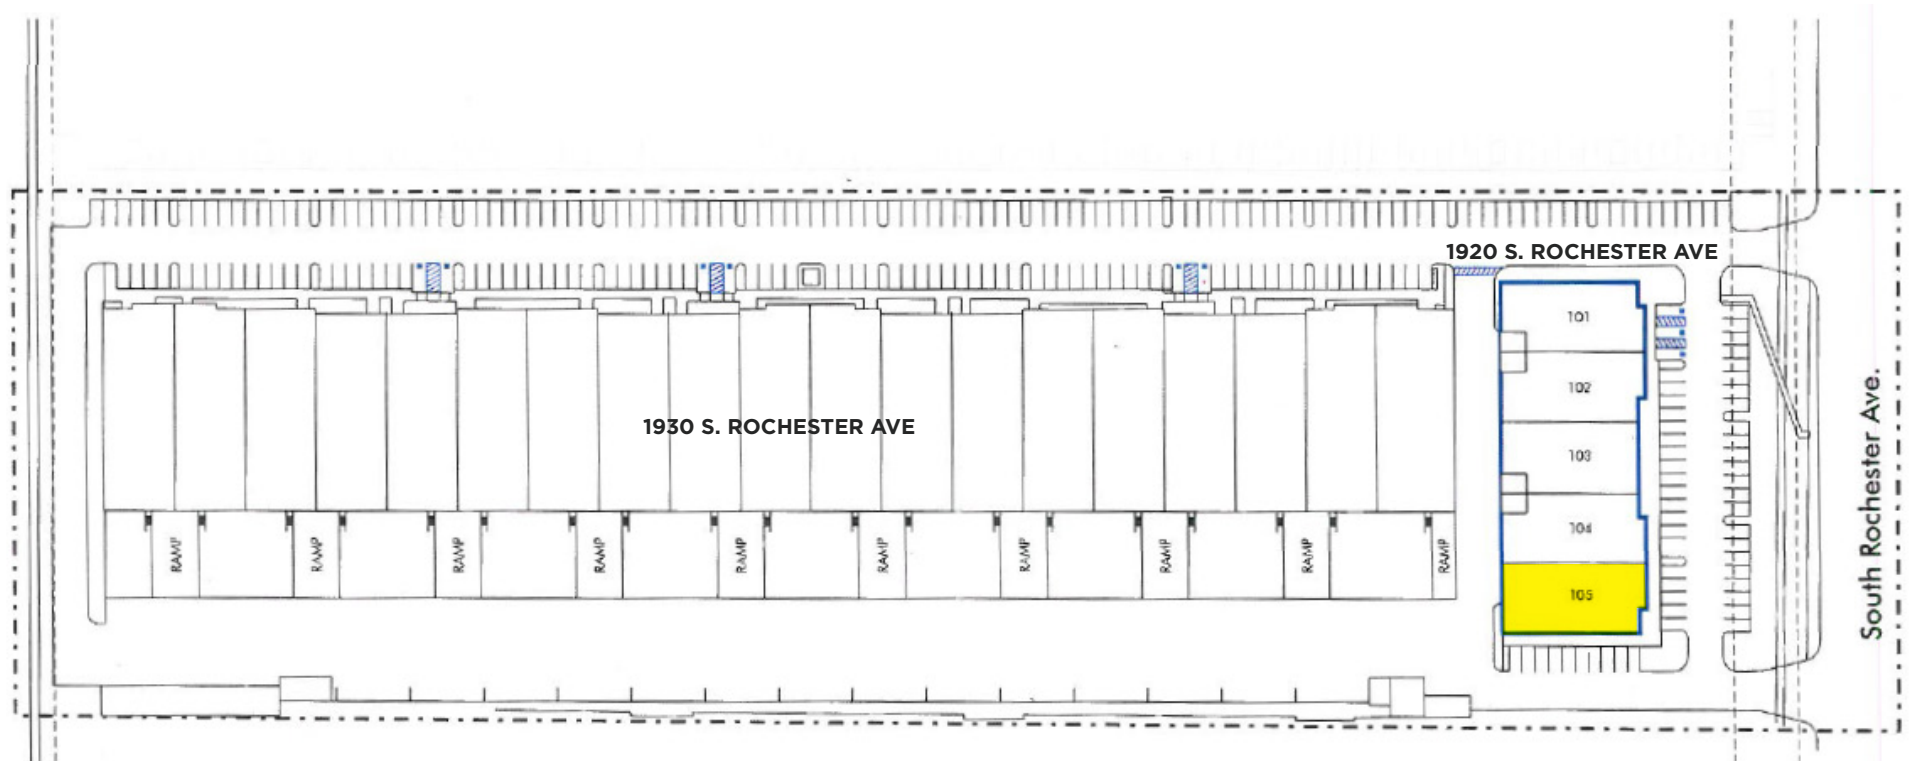 1920 S. ROCHESTER AVE
101
102
1930 S. ROCHESTER AVE
103
104
RAMP
RAMP
RAMP
RAMP
RAMP
RAMP
RAMP
RAMP
RAMP
RAMP
105
South Rochester Ave.